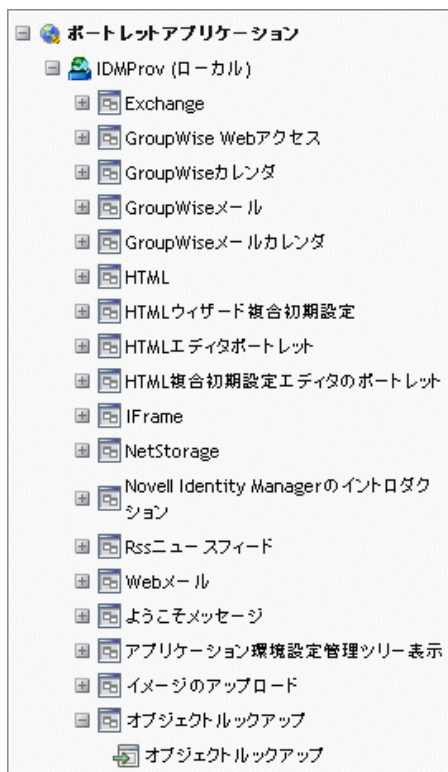 ポートレットアプリケーション
IDMProv (ローカル)
Exchange
GroupWise Webアクセス
GroupWiseカレンダ
GroupWiseメール
GroupWiseメールカレンダ
HTML
HTMLウィザード複合初期設定
HTMLエディタポートレット
HTML複合初期設定エディタのポートレット
IFrame
NetStorage
Novell Identity Managerのイントロダク
ション
Rssニュースフィード
Webメール
ようこそメッセージ
アプリケーション環境設定管理ツリー表示
イメージのアップロード
オブジェクトルックアップ
オブジェクトルックアップ